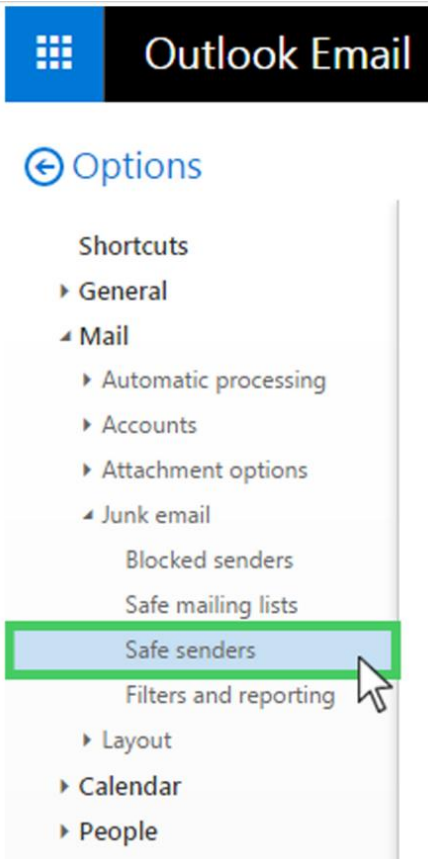 Outlook Email
Options
Shortcuts
General
Mail
Automatic processing
Accounts
Attachment options
Junk email
Blocked senders
Safe mailing lists
Safe senders
Filters and reporting
Layout
Calendar
People